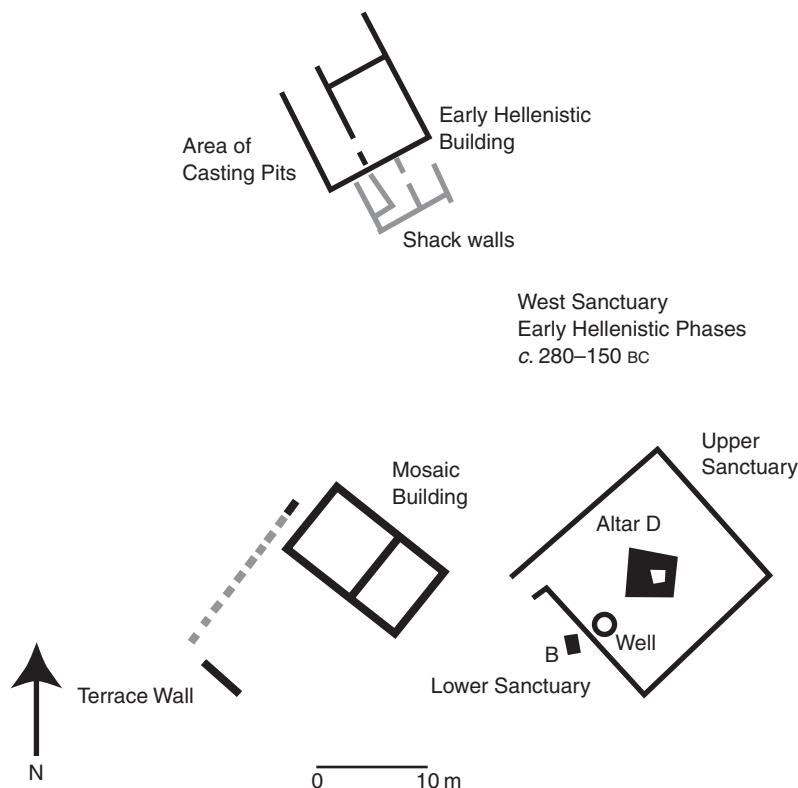 Early Hellenistic
Building
Area of
Casting Pits
Shack walls
West Sanctuary
Early Hellenistic Phases
c. 280–150 BC
Upper
Sanctuary
Mosaic
Building
Altar D
B
Well
Lower Sanctuary
Terrace Wall
N
0 10 m